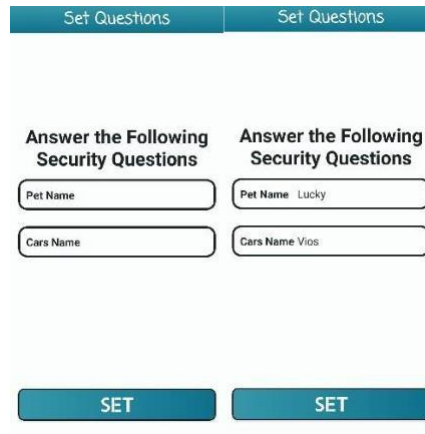 Set Questions
Answer the Following
Security Questions
Pet Name
Cars Name
SET
Set Questions
Answer the Following
Security Questions
Pet Name Lucky
Cars Name Vios
SET